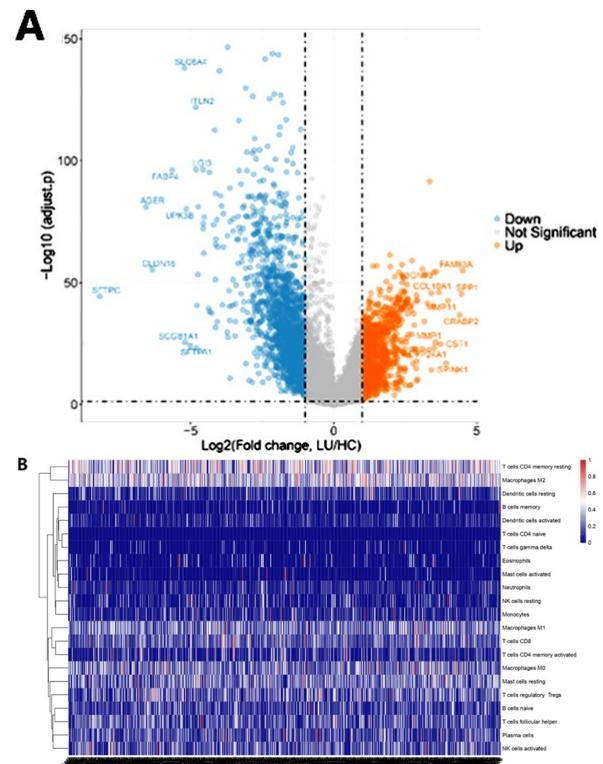 A
50
SLC6A4
ITLN2
100
LGI3
FABP4
AGER
UPK3B
−Log10 (adjust.p)
Down
Not Significant
Up
CLDN18
FAM83A
50
SFTPC
COL10A1
SPP1
MMP11
CRABP2
SCGB1A1
MMP1
CST1
SFTPA1
SPINK1
0
−5
0
5
Log2(Fold change, LU/HC)
B
T cells CD4 memory resting
1
Macrophages M2
0.8
Dendritic cells resting
0.6
B cells memory
0.4
Dendritic cells activated
0.2
T cells CD4 naive
0
T cells gamma delta
Eosinophils
Mast cells activated
Neutrophils
NK cells resting
Monocytes
Macrophages M1
T cells CD8
T cells CD4 memory activated
Macrophages M0
Mast cells resting
T cells regulatory Tregs
B cells naive
T cells follicular helper
Plasma cells
NK cells activated